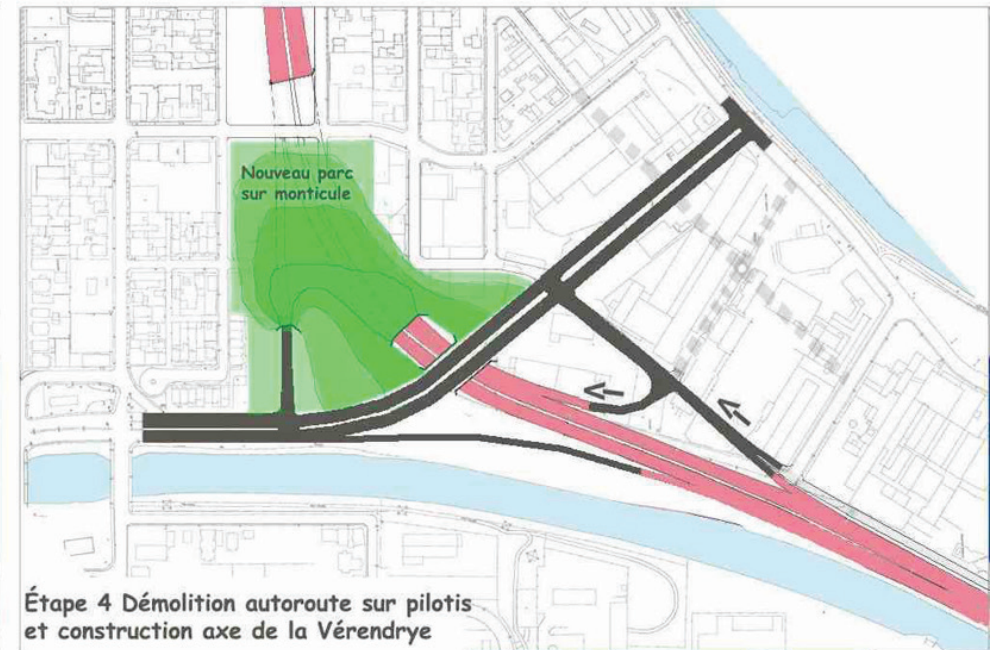 Nouveau parc
sur monticule
Étape 4 Démolition autoroute sur pilotis
et construction axe de la Vérendrye